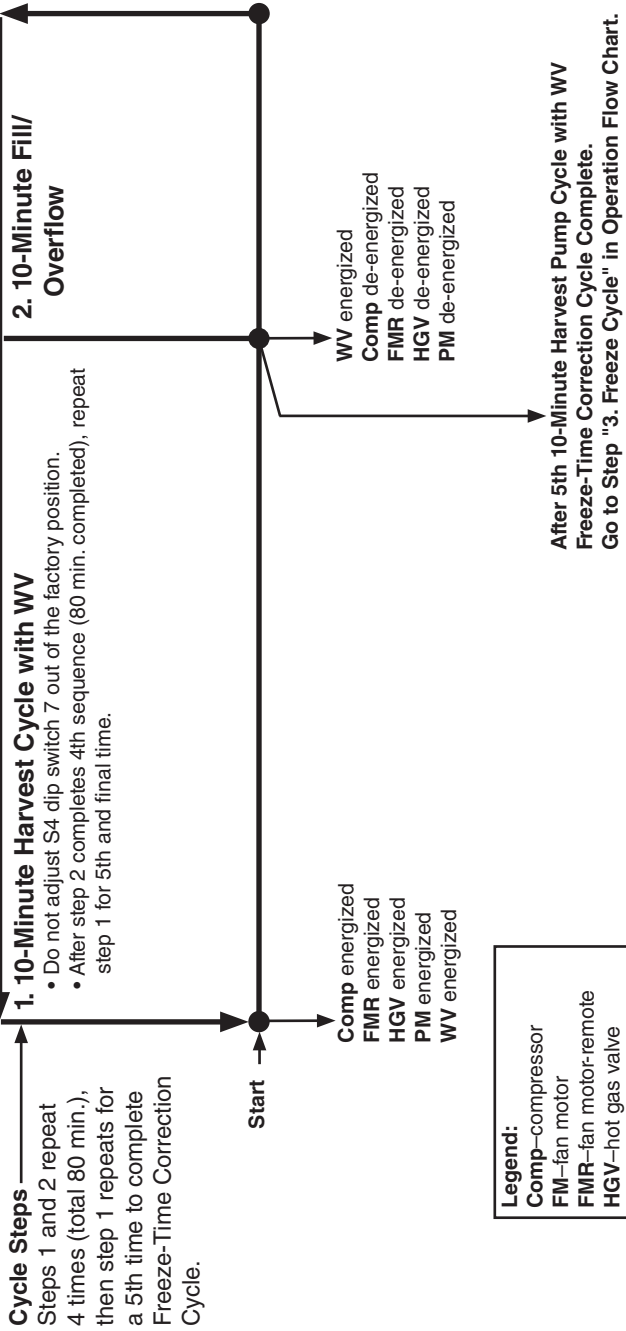 Cycle Steps
Steps 1 and 2 repeat
4 times (total 80 min.),
then step 1 repeats for
a 5th time to complete
Freeze-Time Correction
Cycle.
1. 10-Minute Harvest Cycle with WV
• Do not adjust S4 dip switch 7 out of the factory position.
• After step 2 completes 4th sequence (80 min. completed), repeat
step 1 for 5th and final time.
2. 10-Minute Fill/
Overflow
Start
Comp energized
FMR energized
HGV energized
PM energized
WV energized
WV energized
Comp de-energized
FMR de-energized
HGV de-energized
PM de-energized
After 5th 10-Minute Harvest Pump Cycle with WV
Freeze-Time Correction Cycle Complete.
Go to Step "3. Freeze Cycle" in Operation Flow Chart.
Legend:
Comp–compressor
FM–fan motor
FMR–fan motor-remote
HGV–hot gas valve